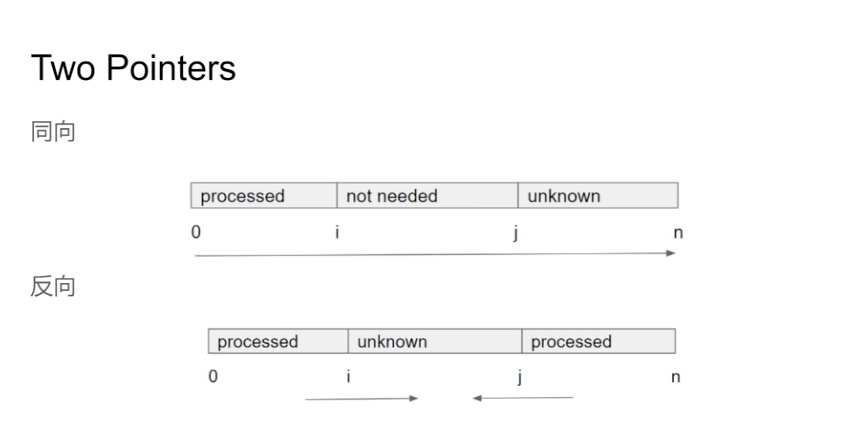 Two Pointers
同向
processed not needed unknown
0 i j n
反向
processed unknown processed
0 i j n